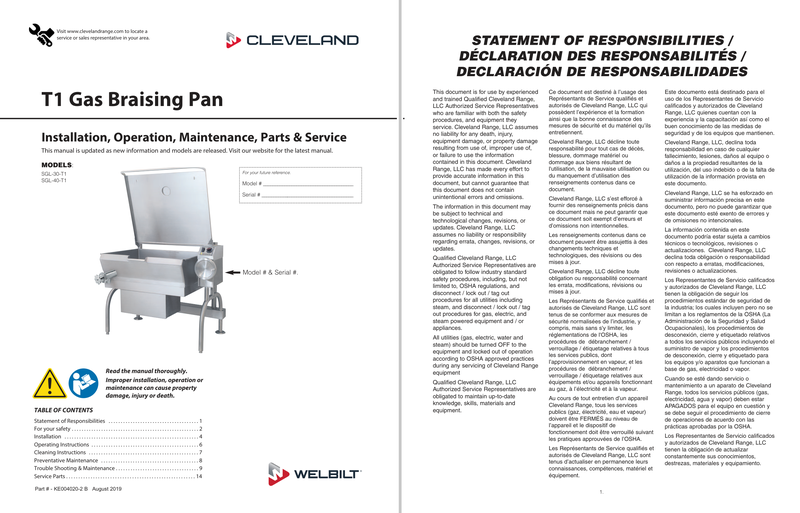 Visit www.clevelandrange.com to locate a
service or sales representative in your area.
CLEVELAND
T1 Gas Braising Pan
Installation, Operation, Maintenance, Parts & Service
This manual is updated as new information and models are released. Visit our website for the latest manual.
MODELS:
SGL-30-T1
SGL-40-T1
For your future reference.
Model #
Serial #
Model # & Serial #.
Read the manual thoroughly.
Improper installation, operation or
maintenance can cause property
damage, injury or death.
TABLE OF CONTENTS
Statement of Responsibilities . . . . . . . . . . . . . . . . . . . . . . . . . . . . . . . 1
For your safety . . . . . . . . . . . . . . . . . . . . . . . . . . . . . . . . . . . . . . . . . 2
Installation . . . . . . . . . . . . . . . . . . . . . . . . . . . . . . . . . . . . . . . . . . . 4
Operating Instructions . . . . . . . . . . . . . . . . . . . . . . . . . . . . . . . . . . . 6
Cleaning Instructions . . . . . . . . . . . . . . . . . . . . . . . . . . . . . . . . . . . . 7
Preventative Maintenance . . . . . . . . . . . . . . . . . . . . . . . . . . . . . . . . 8
Trouble Shooting & Maintenance . . . . . . . . . . . . . . . . . . . . . . . . . . . 9
Service Parts . . . . . . . . . . . . . . . . . . . . . . . . . . . . . . . . . . . . . . . . . 14
Part # - KE004020-2 B August 2019
WELBILT
STATEMENT OF RESPONSIBILITIES /
DÉCLARATION DES RESPONSABILITÉS /
DECLARACIÓN DE RESPONSABILIDADES
This document is for use by experienced
and trained Qualified Cleveland Range,
LLC Authorized Service Representatives
who are familiar with both the safety
procedures, and equipment they
service. Cleveland Range, LLC assumes
no liability for any death, injury,
equipment damage, or property damage
resulting from use of, improper use of,
or failure to use the information
contained in this document. Cleveland
Range, LLC has made every effort to
provide accurate information in this
document, but cannot guarantee that
this document does not contain
unintentional errors and omissions.
The information in this document may
be subject to technical and
technological changes, revisions, or
updates. Cleveland Range, LLC
assumes no liability or responsibility
regarding errata, changes, revisions, or
updates.
Qualified Cleveland Range, LLC
Authorized Service Representatives are
obligated to follow industry standard
safety procedures, including, but not
limited to, OSHA regulations, and
disconnect / lock out / tag out
procedures for all utilities including
steam, and disconnect / lock out / tag
out procedures for gas, electric, and
steam powered equipment and / or
appliances.
All utilities (gas, electric, water and
steam) should be turned OFF to the
equipment and locked out of operation
according to OSHA approved practices
during any servicing of Cleveland Range
equipment
Qualified Cleveland Range, LLC
Authorized Service Representatives are
obligated to maintain up-to-date
knowledge, skills, materials and
equipment.
Ce document est destiné à l'usage des
Représentants de Service qualifiés et
autorisés de Cleveland Range, LLC qui
possèdent l'expérience et la formation
ainsi que la bonne connaissance des
mesures de sécurité et du matériel qu'ils
entretiennent.
Cleveland Range, LLC décline toute
responsabilité pour tout cas de décès,
blessure, dommage matériel ou
dommage aux biens résultant de
l'utilisation, de la mauvaise utilisation ou
du manquement d'utilisation des
renseignements contenus dans ce
document.
Cleveland Range, LLC s'est efforcé à
fournir des renseignements précis dans
ce document mais ne peut garantir que
ce document soit exempt d'erreurs et
d'omissions non intentionnelles.
Les renseignements contenus dans ce
document peuvent être assujettis à des
changements techniques et
technologiques, des révisions ou des
mises à jour.
Cleveland Range, LLC décline toute
obligation ou responsabilité concernant
les errata, modifications, révisions ou
mises à jour.
Les Représentants de Service qualifiés et
autorisés de Cleveland Range, LLC sont
tenus de se conformer aux mesures de
sécurité normalisées de l'industrie, y
compris, mais sans s'y limiter, les
réglementations de l'OSHA, les
procédures de débranchement /
verrouillage / étiquetage relatives à tous
les services publics, dont
l'approvisionnement en vapeur, et les
procédures de débranchement /
verrouillage / étiquetage relatives aux
équipements et/ou appareils fonctionnant
au gaz, à l'électricité et à la vapeur.
Au cours de tout entretien d'un appareil
Cleveland Range, tous les services
publics (gaz, électricité, eau et vapeur)
doivent être FERMÉS au niveau de
l'appareil et le dispositif de
fonctionnement doit être verrouillé suivant
les pratiques approuvées de l'OSHA.
Les Représentants de Service qualifiés et
autorisés de Cleveland Range, LLC sont
tenus d'actualiser en permanence leurs
connaissances, compétences, matériel et
équipement.
Este documento está destinado para el
uso de los Representantes de Servicio
calificados y autorizados de Cleveland
Range, LLC quienes cuentan con la
experiencia y la capacitación así como el
buen conocimiento de las medidas de
seguridad y de los equipos que mantienen.
Cleveland Range, LLC, declina toda
responsabilidad en caso de cualquier
fallecimiento, lesiones, daños al equipo o
daños a la propiedad resultantes de la
utilización, del uso indebido o de la falta de
utilización de la información provista en
este documento.
Cleveland Range, LLC se ha esforzado en
suministrar información precisa en este
documento, pero no puede garantizar que
este documento esté exento de errores y
de omisiones no intencionales.
La información contenida en este
documento podría estar sujeta a cambios
técnicos o tecnológicos, revisiones o
actualizaciones. Cleveland Range, LLC
declina toda obligación o responsabilidad
con respecto a erratas, modificaciones,
revisiones o actualizaciones.
Los Representantes de Servicio calificados
y autorizados de Cleveland Range, LLC
tienen la obligación de seguir los
procedimientos estándar de seguridad de
la industria; los cuales incluyen pero no se
limitan a los reglamentos de la OSHA (La
Administración de la Seguridad y Salud
Ocupacionales), los procedimientos de
desconexión, cierre y etiquetado relativos
a todos los servicios públicos incluyendo el
suministro de vapor y los procedimientos
de desconexión, cierre y etiquetado para
los equipos y/o aparatos que funcionan a
base de gas, electricidad o vapor.
Cuando se esté dando servicio o
mantenimiento a un aparato de Cleveland
Range, todos los servicios públicos (gas,
electricidad, agua y vapor) deben estar
APAGADOS para el equipo en cuestión y
se debe seguir el procedimiento de cierre
de operaciones de acuerdo con las
prácticas aprobadas por la OSHA.
Los Representantes de Servicio calificados
y autorizados de Cleveland Range, LLC
tienen la obligación de actualizar
constantemente sus conocimientos,
destrezas, materiales y equipamiento.
1